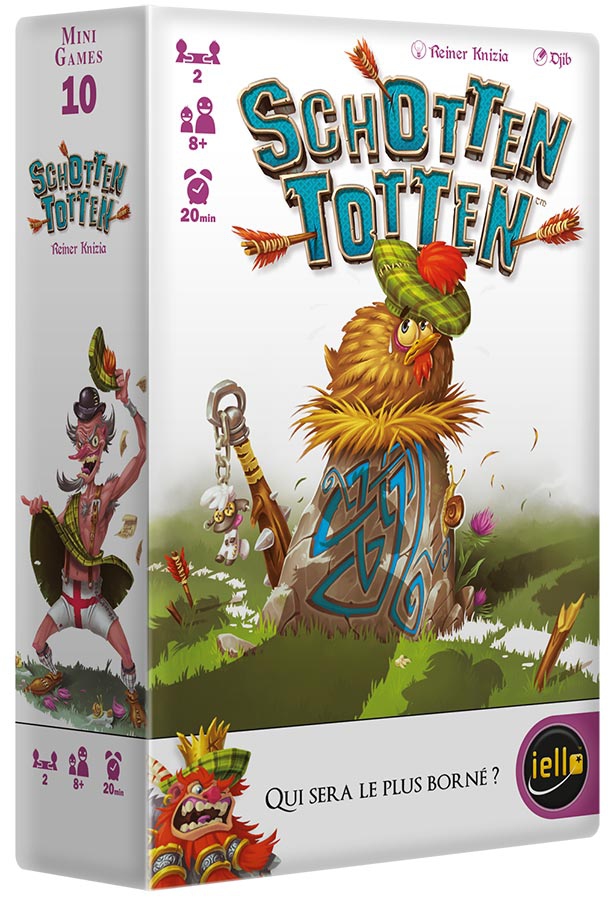 MINI
GAMES
10
SCHOTTEN
TOTTEN
Reiner Knizia
2
8+
20min
2
8+
20min
Reiner Knizia
Djib
SCHOTTEN
TOTTEN™
QUI SERA LE PLUS BORNÉ ?
iello